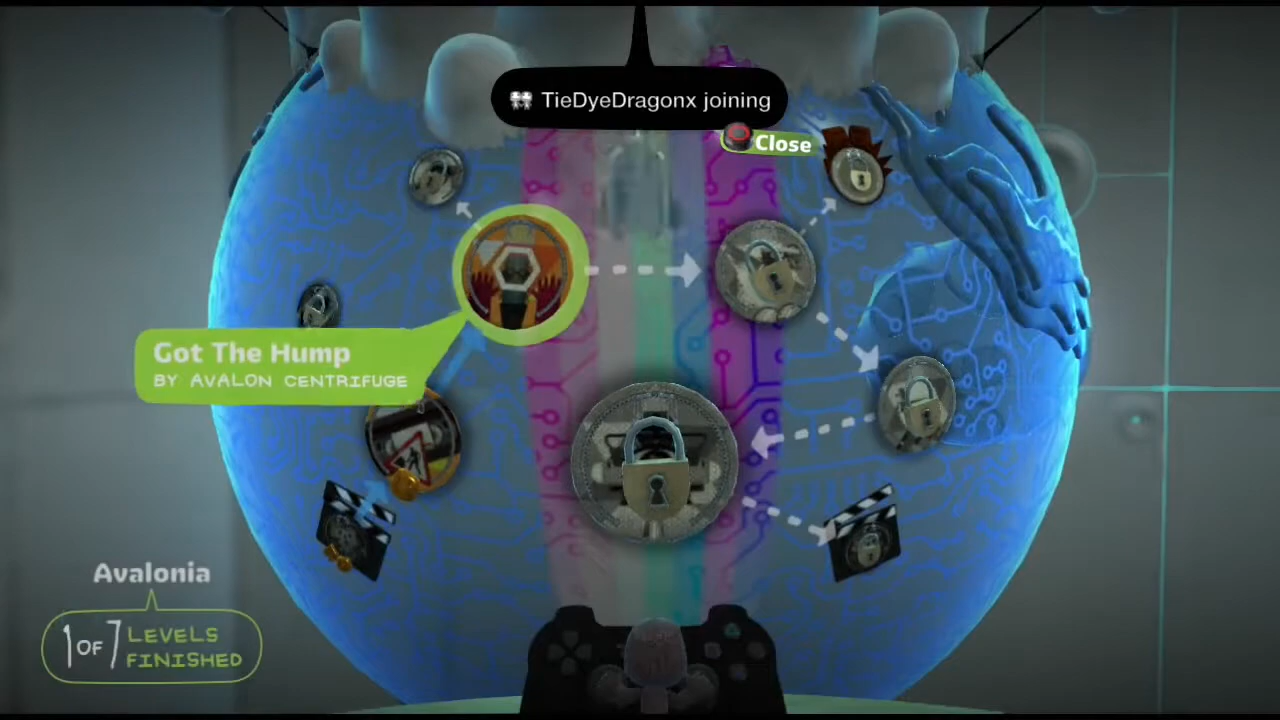 TieDyeDragonx joining
Close
Got The Hump
BY AVALON CENTRIFUGE
Avalonia
1 OF 7 LEVELS
FINISHED